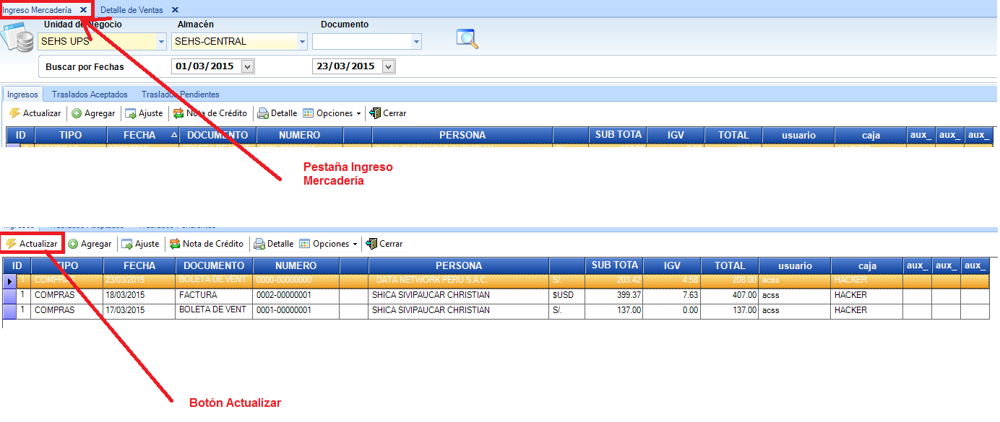 Ingreso Mercadería Detalle de Ventas
Unidad de Negocio Almacén Documento
SEHS UPS SEHS-CENTRAL
Buscar por Fechas 01/03/2015 23/03/2015
Ingresos Traslados Aceptados Traslados Pendientes
Actualizar Agregar Ajuste Nota de Crédito Detalle Opciones Cerrar
ID TIPO FECHA DOCUMENTO NUMERO PERSONA SUB TOTA IGV TOTAL usuario caja aux_ aux_ aux_
Pestaña Ingreso
Mercadería
Ingresos Traslados Aceptados Traslados Pendientes
Actualizar Agregar Ajuste Nota de Crédito Detalle Opciones Cerrar
ID TIPO FECHA DOCUMENTO NUMERO PERSONA SUB TOTA IGV TOTAL usuario caja aux_ aux_ aux_
1 COMPRAS 23/03/2015 BOLETA DE VENT 0000-00000000 DATA NETWORK PERU S.A.C. S/. 203.42 4.58 208.00 acss HACKER
1 COMPRAS 18/03/2015 FACTURA 0002-00000001 SHICA SIVIPAUCAR CHRISTIAN $USD 399.37 7.63 407.00 acss HACKER
1 COMPRAS 17/03/2015 BOLETA DE VENT 0001-00000001 SHICA SIVIPAUCAR CHRISTIAN S/. 137.00 0.00 137.00 acss HACKER
Botón Actualizar